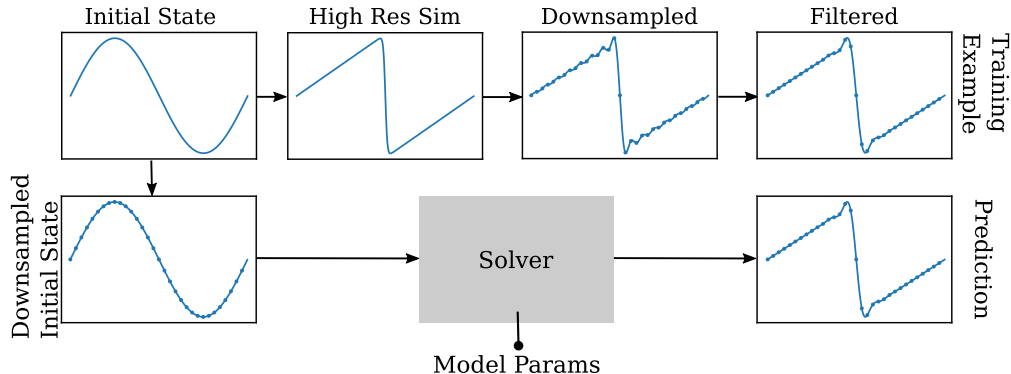 Initial State
High Res Sim
Downsampled
Filtered
Training
Example
Downsampled
Initial State
Solver
Prediction
Model Params